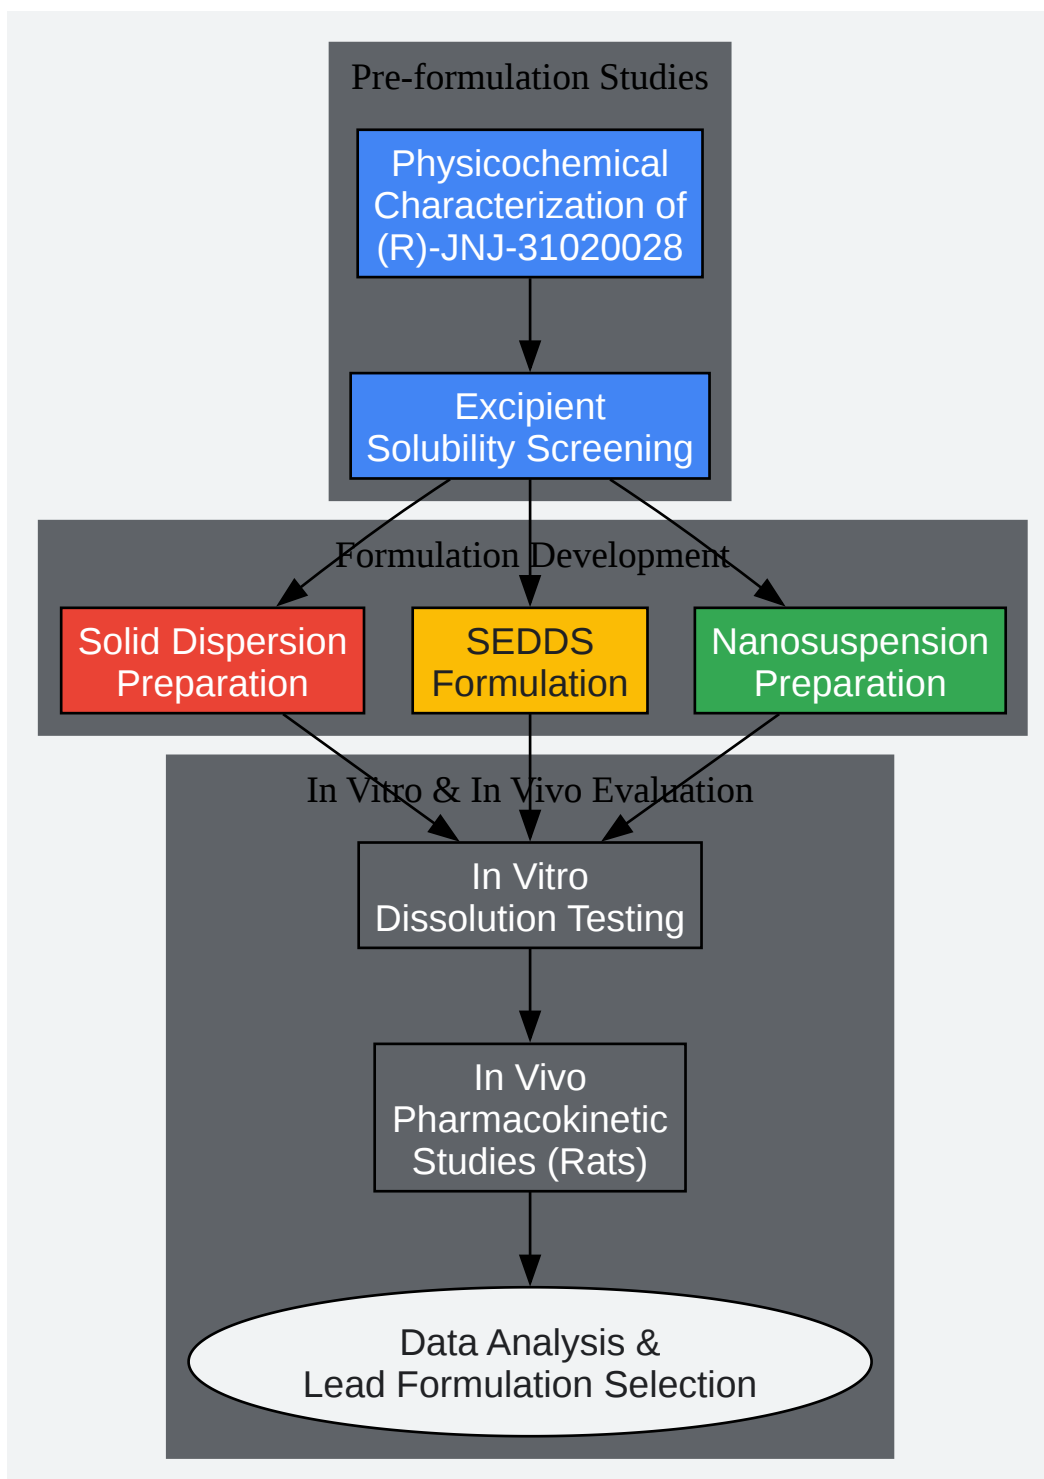 Pre-formulation Studies
Physicochemical
Characterization of
(R)-JNJ-31020028
Excipient
Solubility Screening
Formulation Development
Solid Dispersion
Preparation
SEDDS
Formulation
Nanosuspension
Preparation
In Vitro & In Vivo Evaluation
In Vitro
Dissolution Testing
In Vivo
Pharmacokinetic
Studies (Rats)
Data Analysis &
Lead Formulation Selection